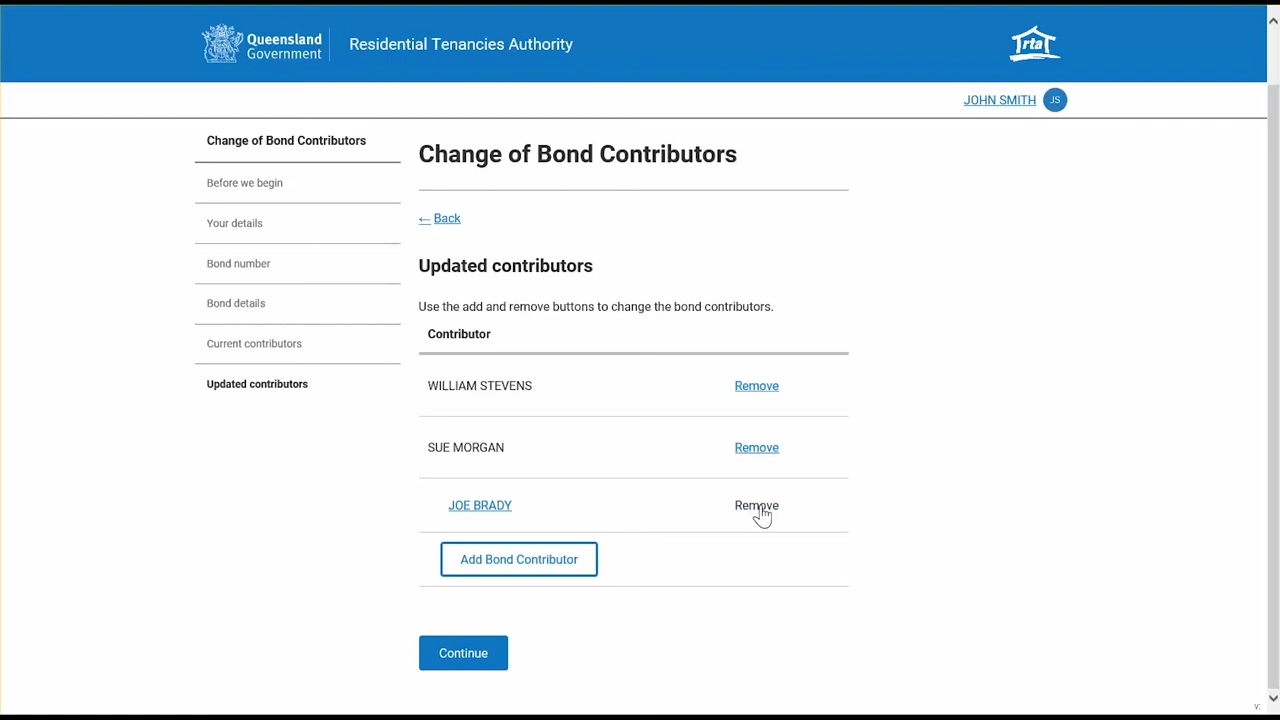 Queensland
Government
Residential Tenancies Authority
rta
JOHN SMITH
JS
Change of Bond Contributors
Before we begin
Your details
Bond number
Bond details
Current contributors
Updated contributors
Change of Bond Contributors
← Back
Updated contributors
Use the add and remove buttons to change the bond contributors.
Contributor
WILLIAM STEVENS Remove
SUE MORGAN Remove
JOE BRADY Remove
Add Bond Contributor
Continue
v: